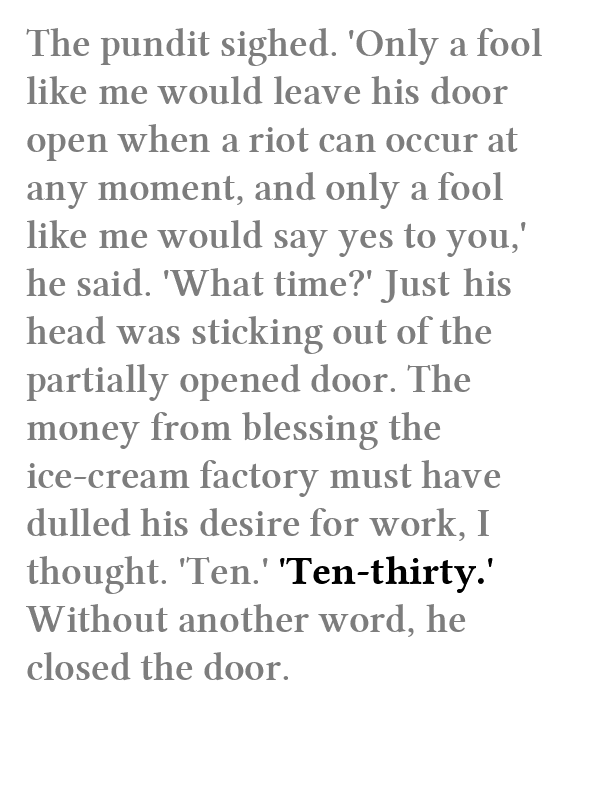 The pundit sighed. 'Only a fool
like me would leave his door
open when a riot can occur at
any moment, and only a fool
like me would say yes to you,'
he said. 'What time?' Just his
head was sticking out of the
partially opened door. The
money from blessing the
ice-cream factory must have
dulled his desire for work, I
thought. 'Ten.' 'Ten-thirty.'
Without another word, he
closed the door.